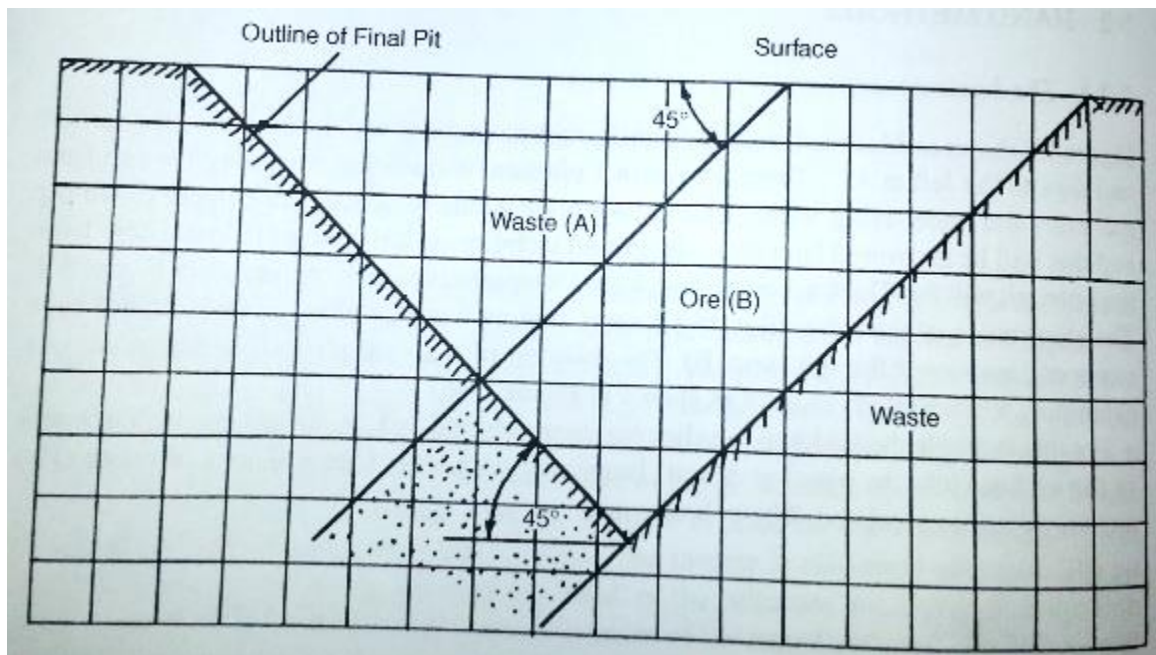 Outline of Final Pit
Surface
45°
Waste (A)
Ore (B)
Waste
45°